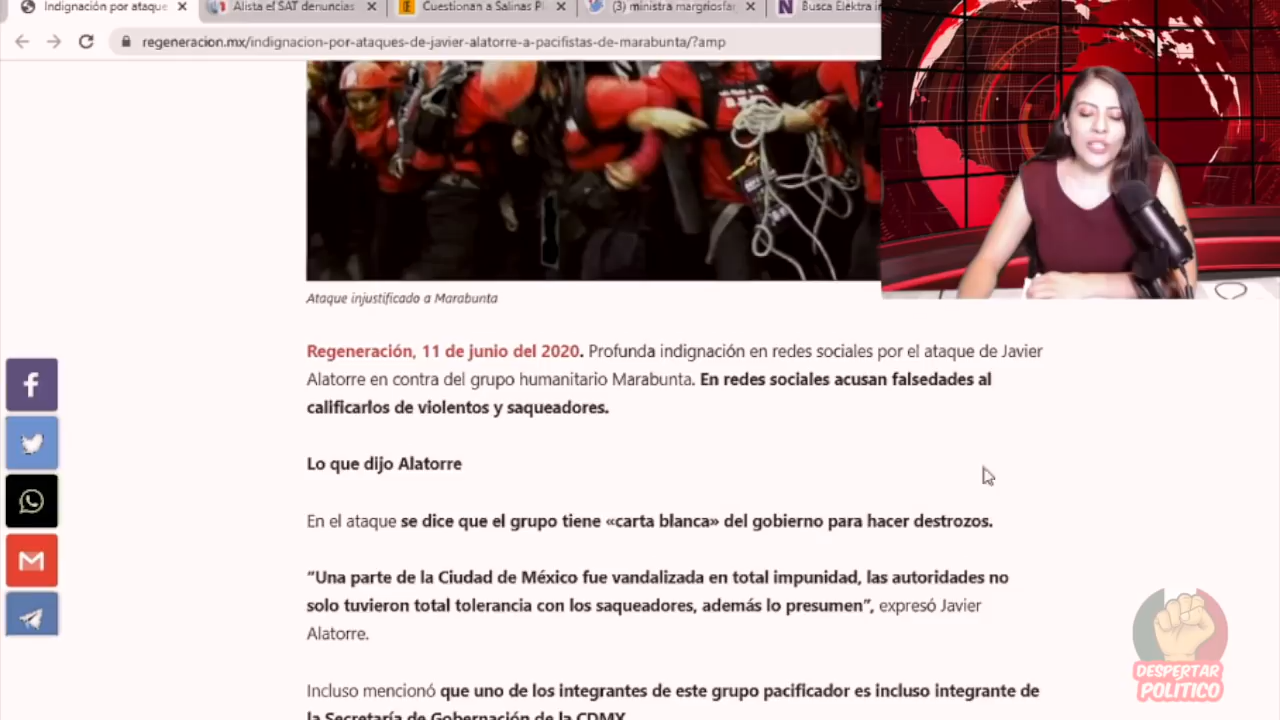 Indignación por ataque
Alista el SAT denuncias
Cuestionan a Salinas Pl
(3) ministra margriosfar
Busca Elektra in
regeneracion.mx/indignacion-por-ataques-de-javier-alatorre-a-pacifistas-de-marabunta/?amp
Ataque injustificado a Marabunta
Regeneración, 11 de junio del 2020. Profunda indignación en redes sociales por el ataque de Javier
Alatorre en contra del grupo humanitario Marabunta. En redes sociales acusan falsedades al
calificarlos de violentos y saqueadores.
Lo que dijo Alatorre
En el ataque se dice que el grupo tiene «carta blanca» del gobierno para hacer destrozos.
“Una parte de la Ciudad de México fue vandalizada en total impunidad, las autoridades no
solo tuvieron total tolerancia con los saqueadores, además lo presumen”, expresó Javier
Alatorre.
Incluso mencionó que uno de los integrantes de este grupo pacificador es incluso integrante de
la Secretaría de Gobernación de la CDMX
DESPERTAR
POLITICO